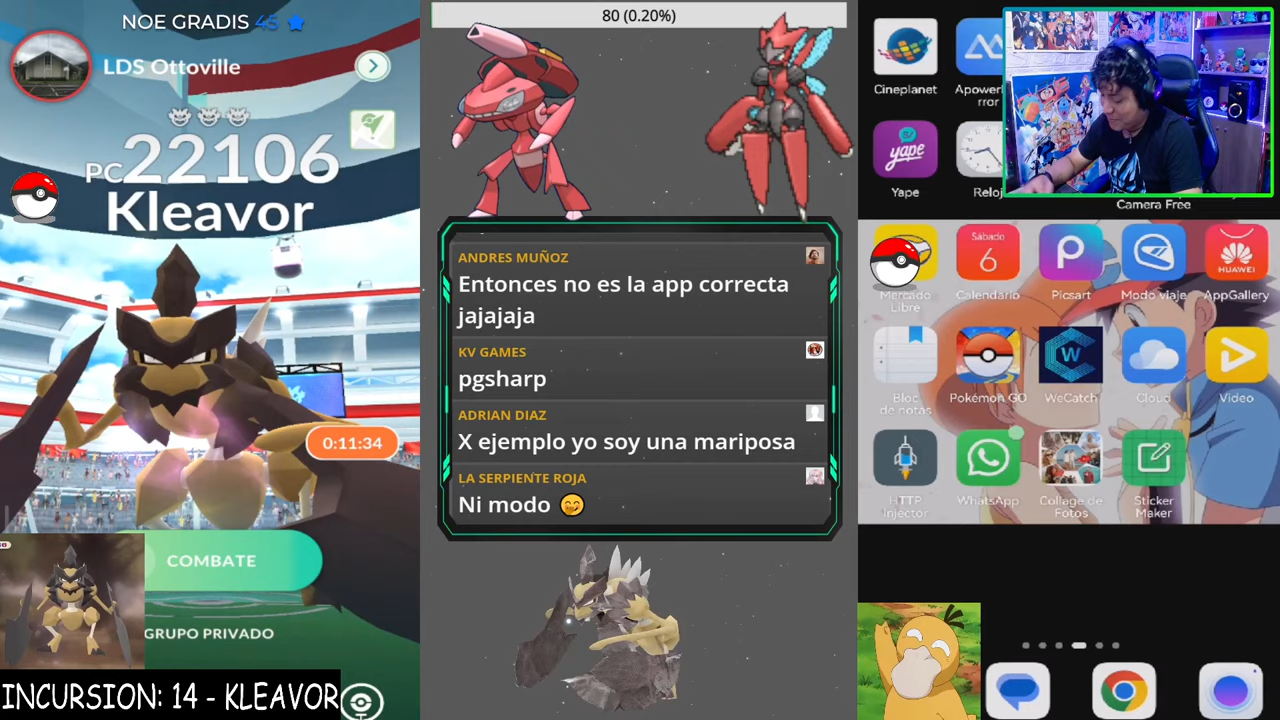 NOE GRADIS 45
LDS Ottoville
PC22106
Kleavor
0:11:34
COMBATE
GRUPO PRIVADO
INCURSION: 14 - KLEAVOR
80 (0.20%)
ANDRES MUÑOZ
Entonces no es la app correcta
jajajaja
KV GAMES
pgsharp
ADRIAN DIAZ
X ejemplo yo soy una mariposa
LA SERPIENTE ROJA
Ni modo
Cineplanet
Apower
rror
yape
Yape
Reloj
Camera Free
Sábado
6
HUAWEI
Mercado
Libre
Calendario
Picsart
Modo viaje
AppGallery
W
Bloc
de notas
Pokémon GO
WeCatch
Cloud
Video
HTTP
Injector
WhatsApp
Collage de
Fotos
Sticker
Maker